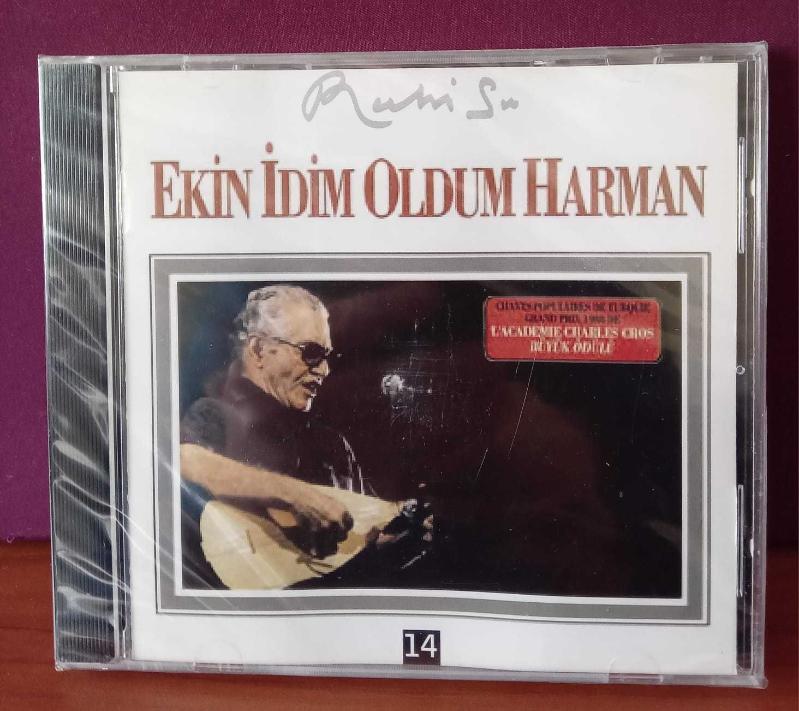 Ruhi Su
EKİN İDİM OLDUM HARMAN
CHANTS POPULAIRES DE TURQUIE
GRAND PRIX 1988 DE
L'ACADEMIE CHARLES CROS
BÜYÜK ÖDÜLÜ
14